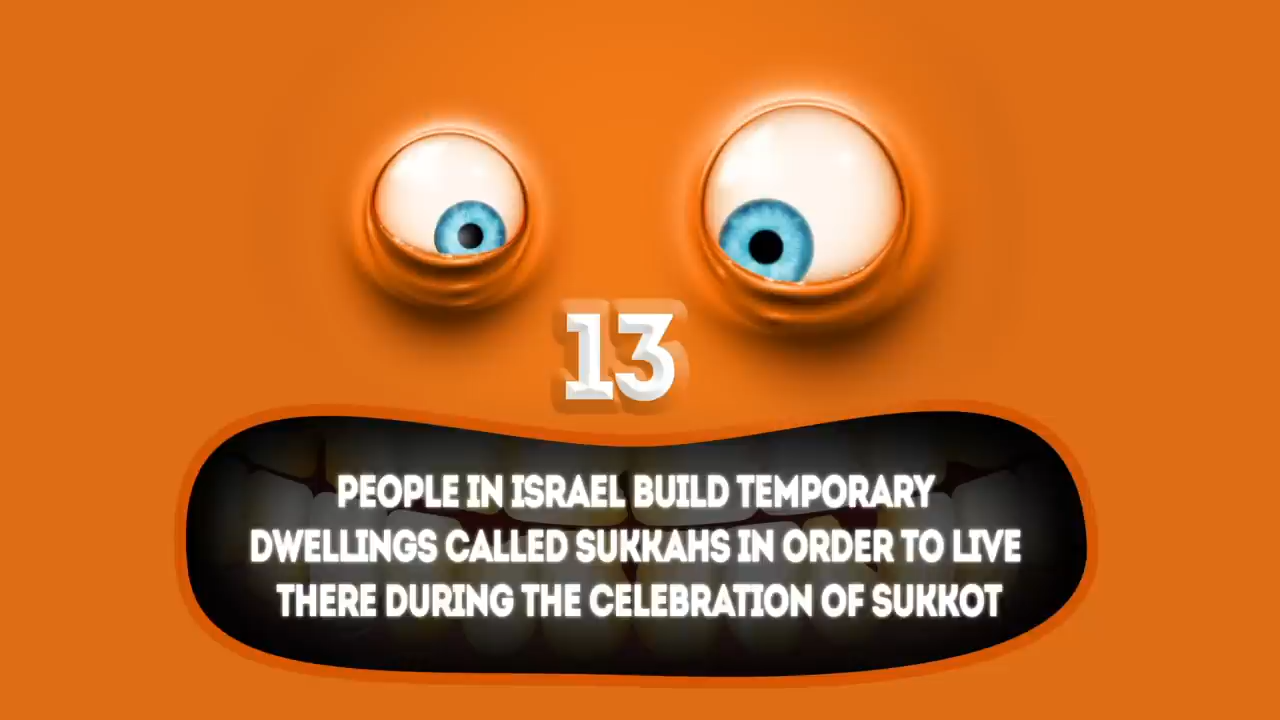 13
PEOPLE IN ISRAEL BUILD TEMPORARY
DWELLINGS CALLED SUKKAHS IN ORDER TO LIVE
THERE DURING THE CELEBRATION OF SUKKOT